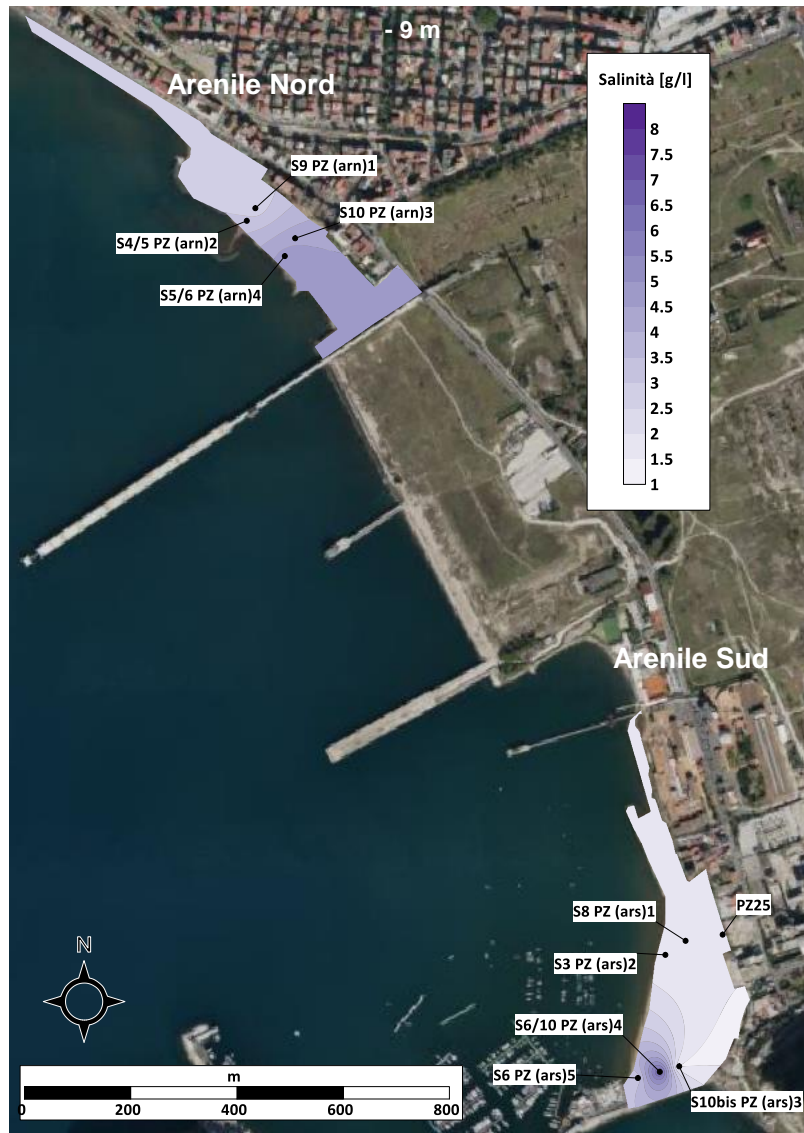 - 9 m
Arenile Nord
Salinità [g/l]
8
7.5
7
6.5
6
5.5
5
4.5
4
3.5
3
2.5
2
1.5
1
S9 PZ (arn)1
S10 PZ (arn)3
S4/5 PZ (arn)2
S5/6 PZ (arn)4
Arenile Sud
PZ25
S8 PZ (ars)1
S3 PZ (ars)2
S6/10 PZ (ars)4
S6 PZ (ars)5
S10bis PZ (ars)3
N
m
0 200 400 600 800